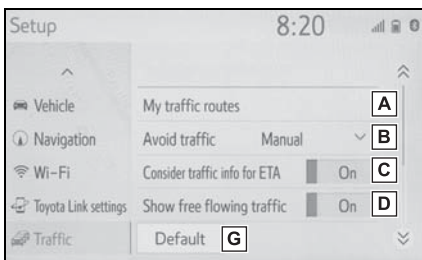 Setup 8:20
My traffic routes A
Vehicle
Avoid traffic Manual B
Navigation
Consider traffic info for ETA On C
Wi-Fi
Show free flowing traffic On D
Toyota Link settings
Default G
Traffic